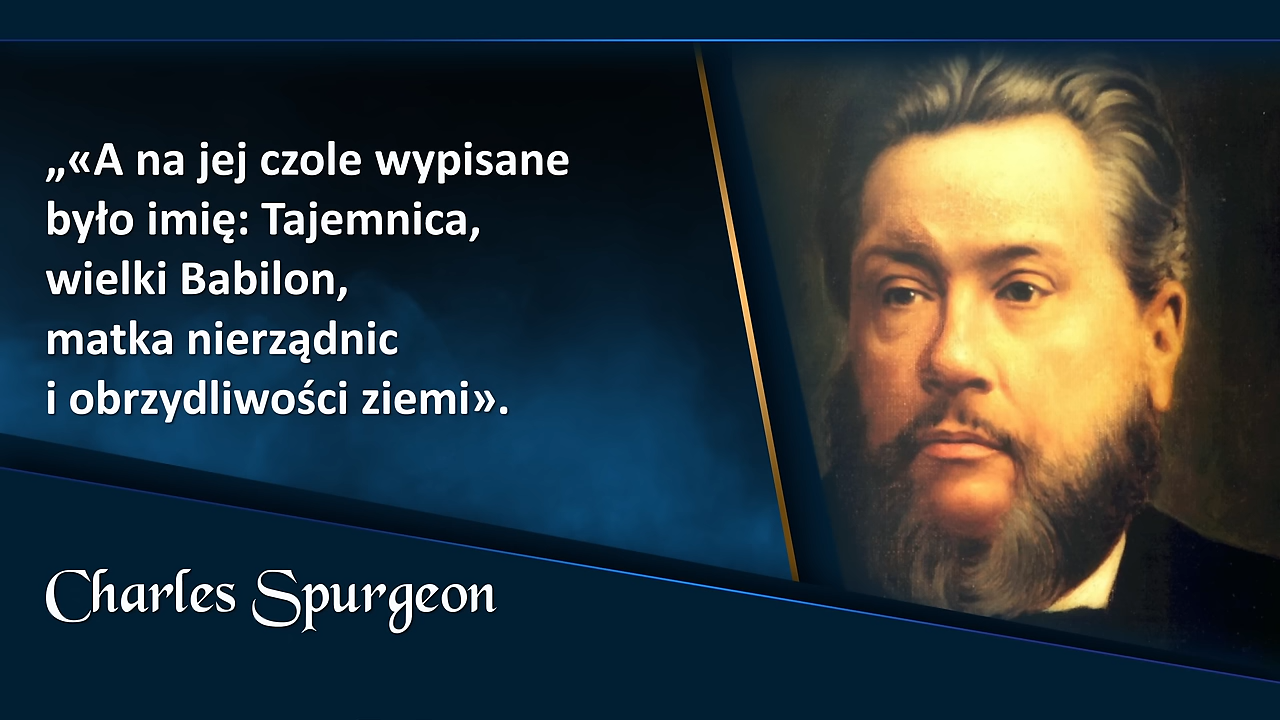 „«A na jej czole wypisane
było imię: Tajemnica,
wielki Babilon,
matka nierządnic
i obrzydliwości ziemi».
Charles Spurgeon